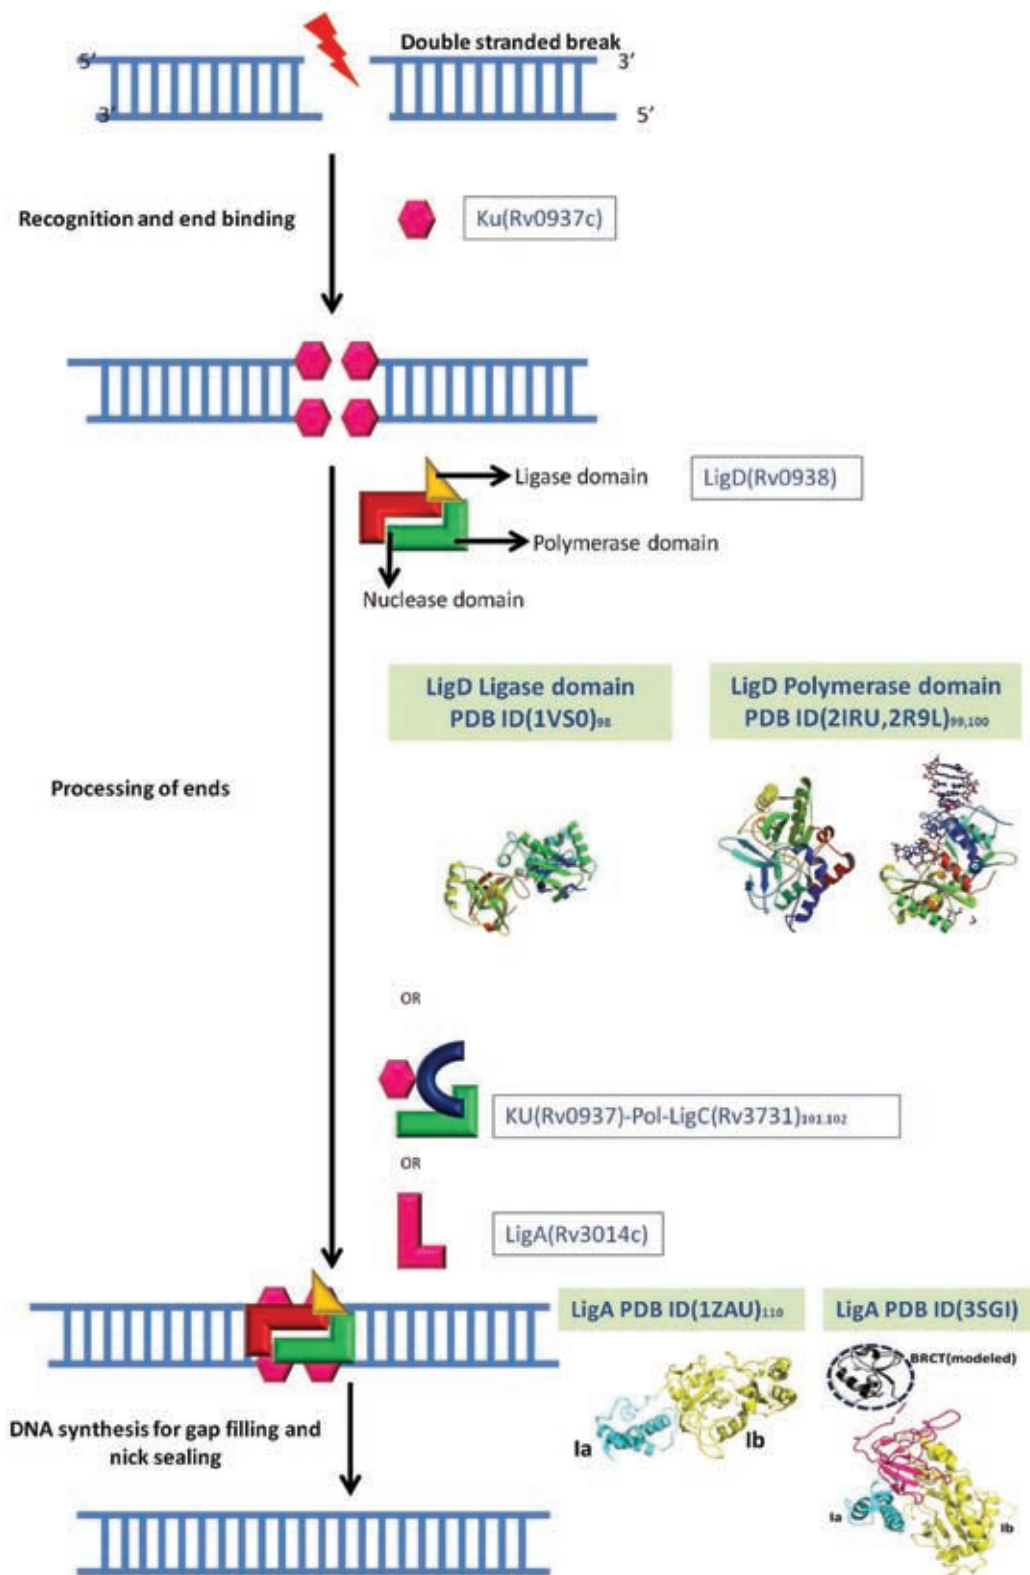 Double stranded break
5'
3'
3'
5'
Recognition and end binding
Ku(Rv0937c)
Ligase domain
LigD(Rv0938)
Polymerase domain
Nuclease domain
LigD Ligase domain
PDB ID(1VS0)98
LigD Polymerase domain
PDB ID(2IRU,2R9L)99,100
Processing of ends
OR
KU(Rv0937)-Pol-LigC(Rv3731)101,102
OR
LigA(Rv3014c)
LigA PDB ID(1ZAU)110
LigA PDB ID(3SGI)
BRCT(modeled)
DNA synthesis for gap filling and
nick sealing
Ia
Ib
Ia
Ib